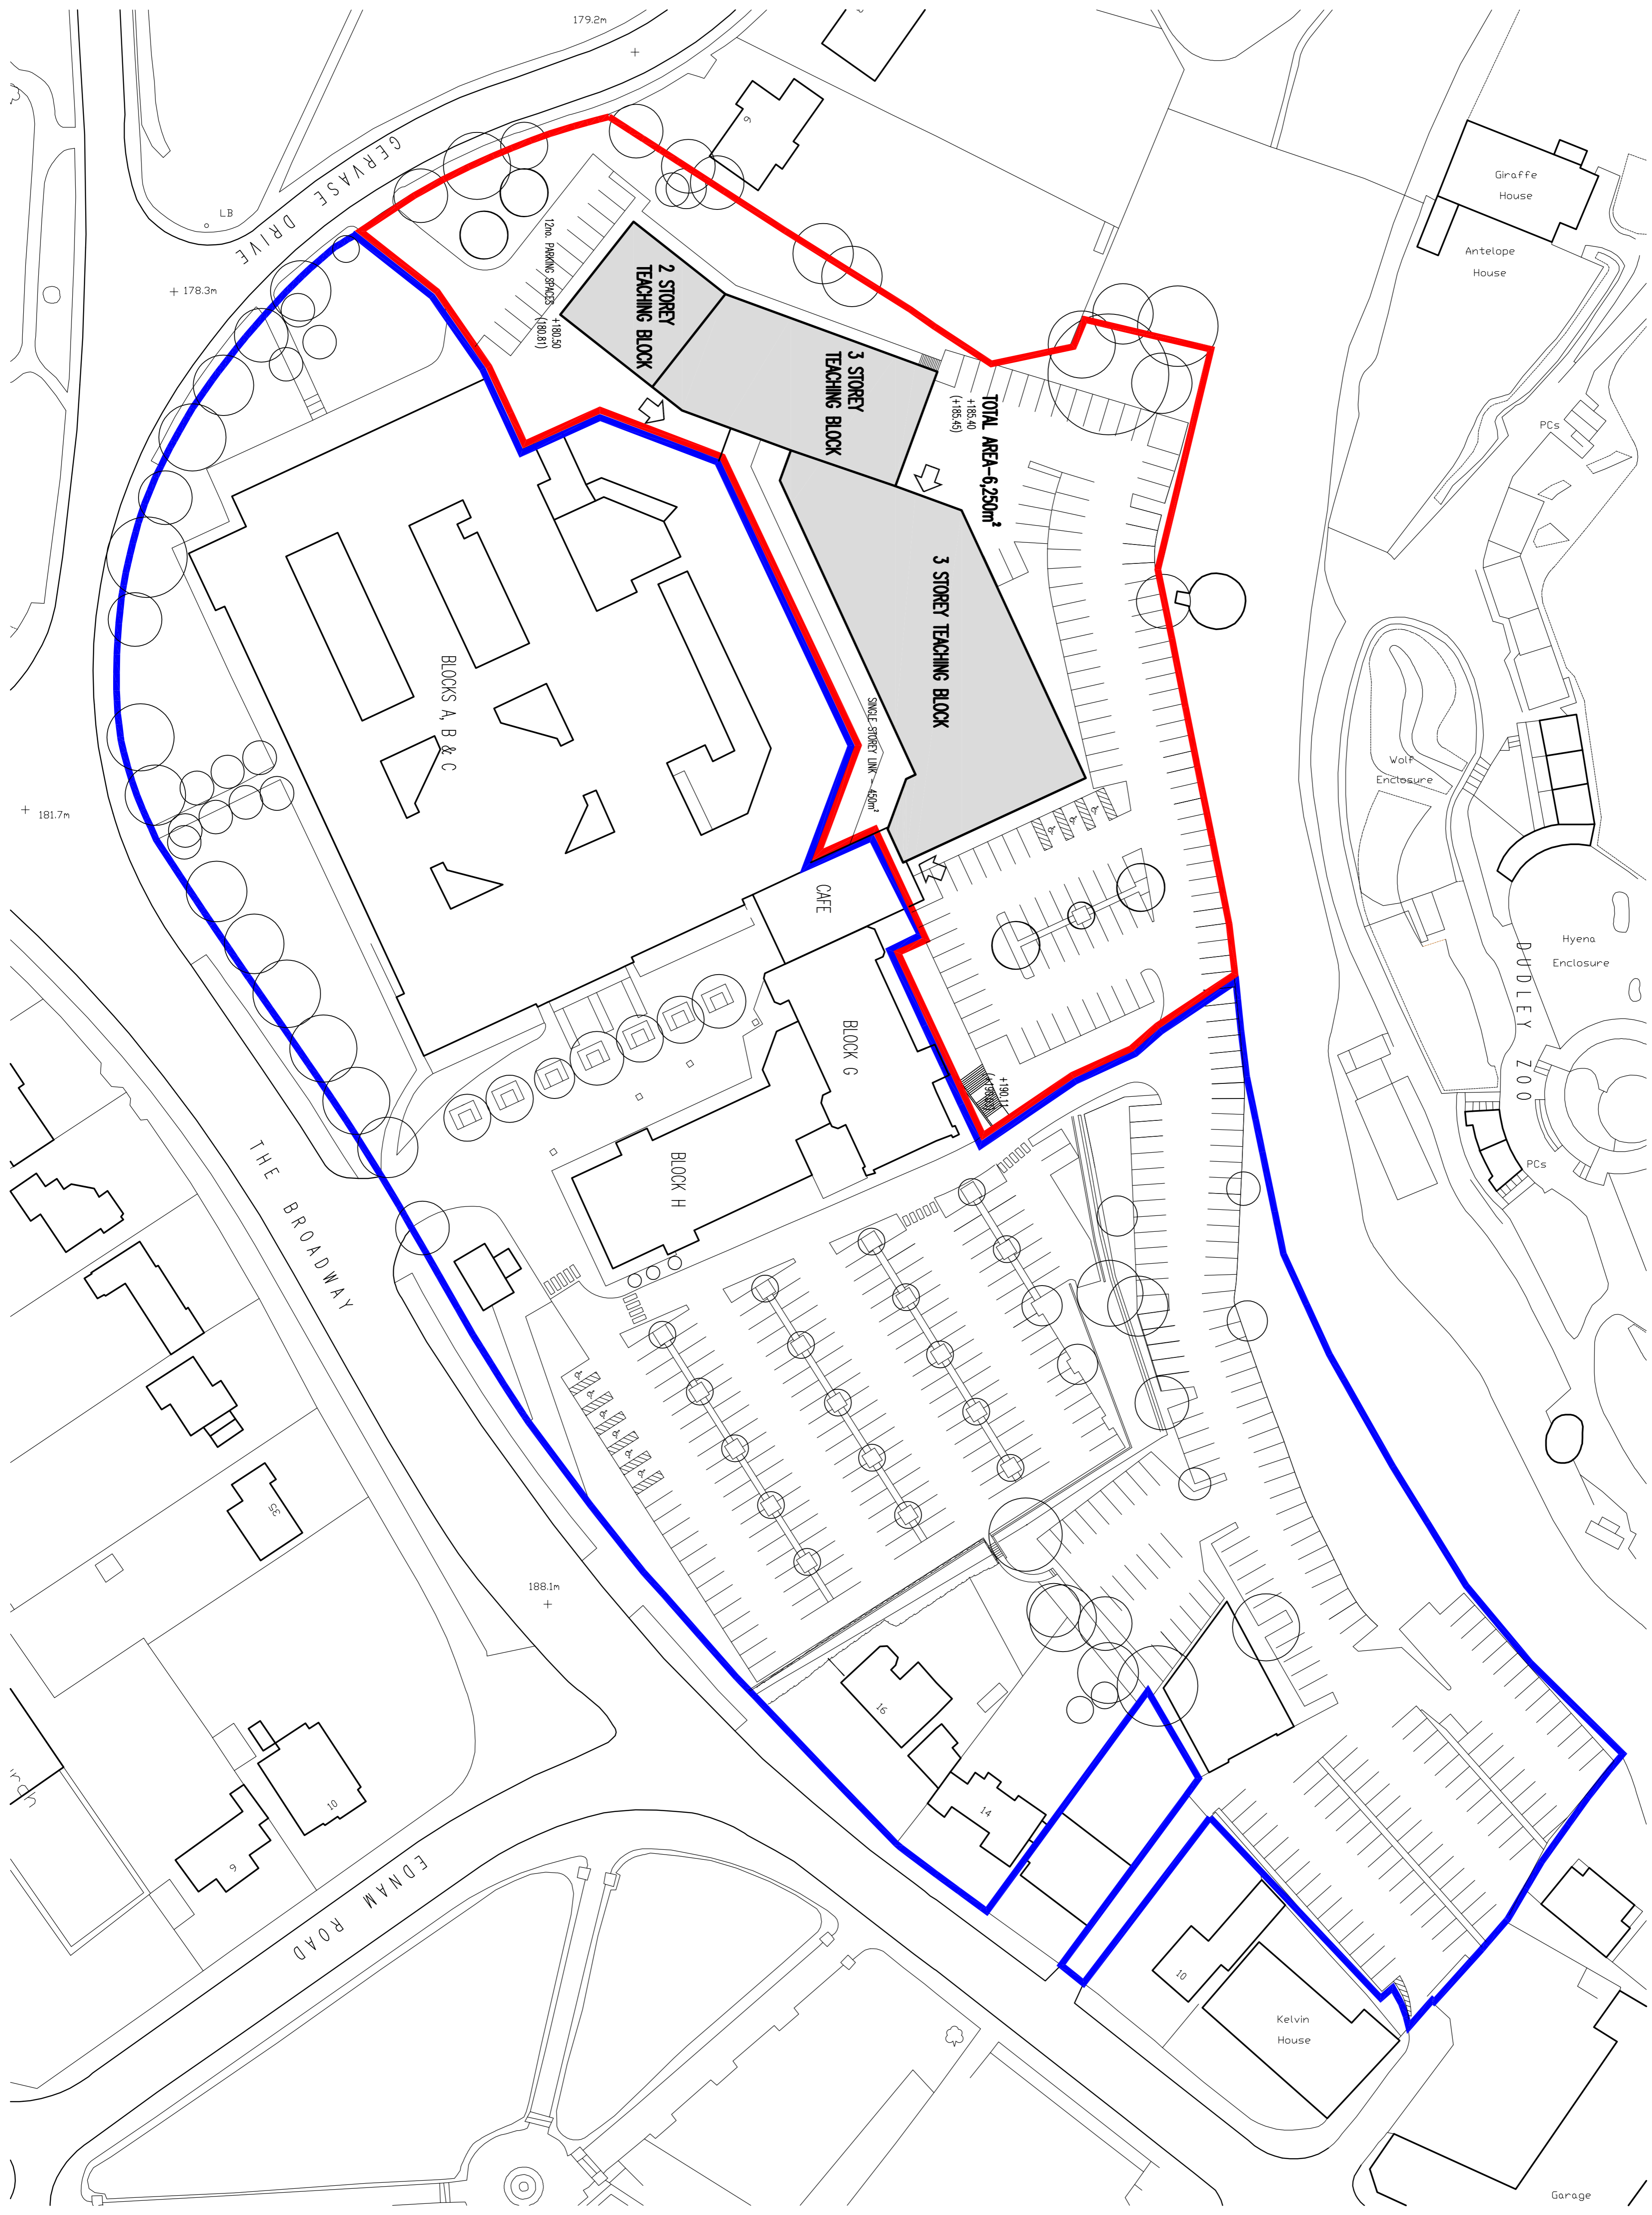 179.2m
GERVASE DRIVE
LB
178.3m
6
Giraffe
House
Antelope
House
12no. PARKING SPACES
+180.50
(180.81)
2 STOREY
TEACHING BLOCK
3 STOREY
TEACHING BLOCK
TOTAL AREA-6,250m²
+185.40
(+185.45)
3 STOREY TEACHING BLOCK
PCs
BLOCKS A, B & C
SINGLE STOREY LINK - 450m²
Wolf
Enclosure
181.7m
CAFE
Hyena
Enclosure
DUDLEY ZOO
BLOCK G
+190.11
PCs
BLOCK H
THE BROADWAY
35
188.1m
16
14
10
9
EDNAM ROAD
10
Kelvin
House
Garage